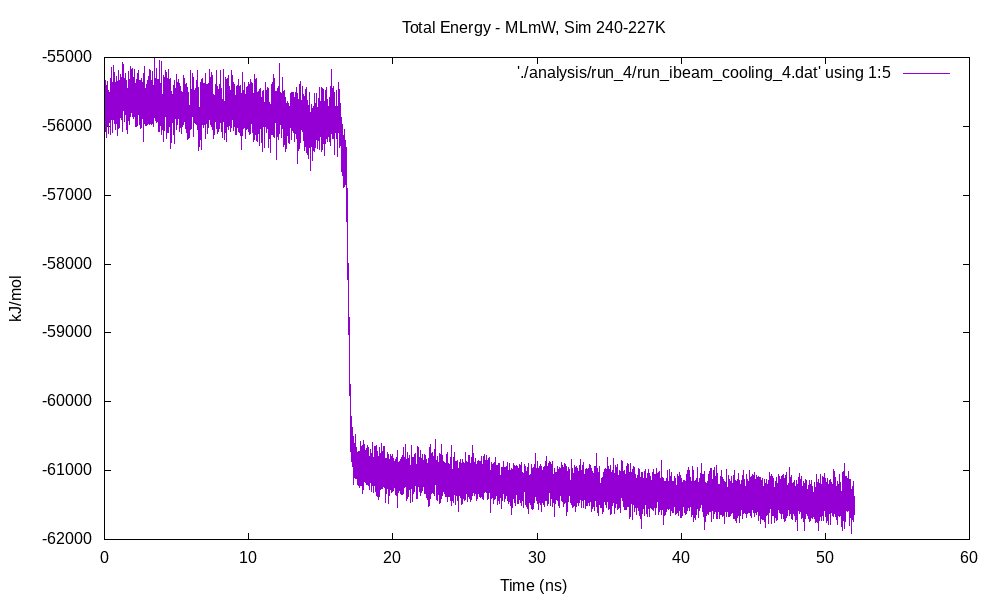 Total Energy - MLmW, Sim 240-227K
'./analysis/run_4/run_ibeam_cooling_4.dat' using 1:5
-55000
-56000
-57000
-58000
-59000
-60000
-61000
-62000
kJ/mol
0 10 20 30 40 50 60
Time (ns)